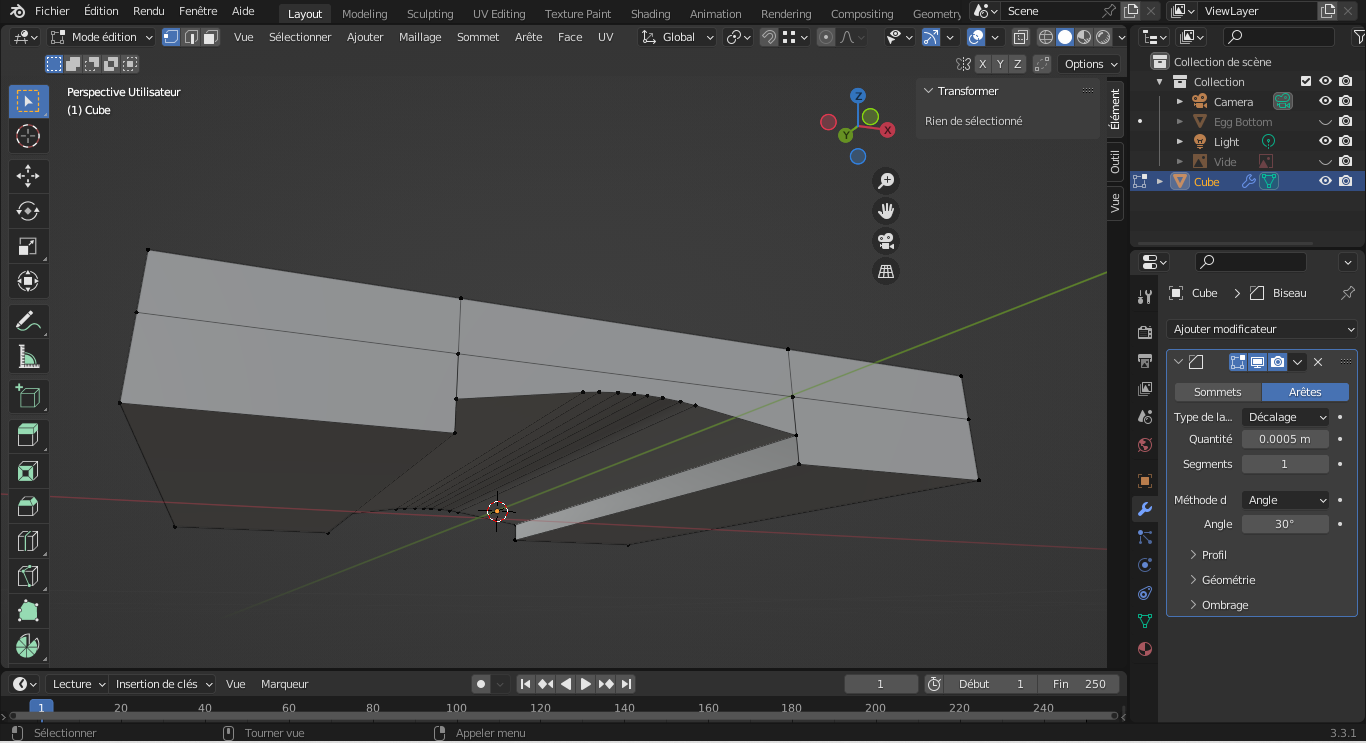 Fichier Édition Rendu Fenêtre Aide Layout Modeling Sculpting UV Editing Texture Paint Shading Animation Rendering Compositing Geometry Scene ViewLayer
Mode édition Vue Sélectionner Ajouter Maillage Sommet Arête Face UV Global
X Y Z Options
Perspective Utilisateur
(1) Cube
Z
X
Y
Transformer
Rien de sélectionné
Élément
Outil
Vue
Collection de scène
Collection
Camera
Egg Bottom
Light
Vide
Cube
Cube > Biseau
Ajouter modificateur
Sommets Arêtes
Type de la... Décalage
Quantité 0.0005 m
Segments 1
Méthode d Angle
Angle 30°
Profil
Géométrie
Ombrage
Lecture Insertion de clés Vue Marqueur 1 Début 1 Fin 250
1 20 40 60 80 100 120 140 160 180 200 220 240
Sélectionner Tourner vue Appeler menu 3.3.1